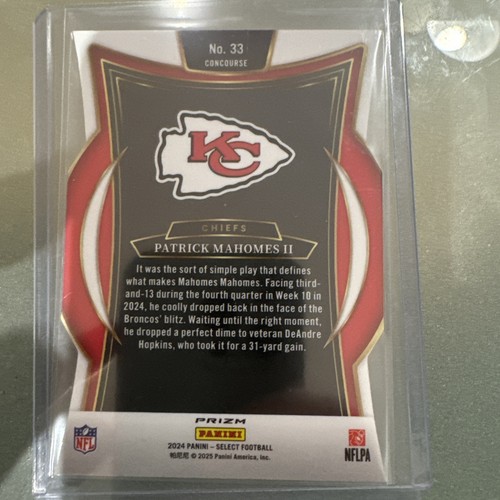 No. 33
CONCOURSE
KC
CHIEFS
PATRICK MAHOMES II
It was the sort of simple play that defines
what makes Mahomes Mahomes. Facing third-
and-13 during the fourth quarter in Week 10 in
2024, he coolly dropped back in the face of the
Broncos' blitz. Waiting until the right moment,
he dropped a perfect dime to veteran DeAndre
Hopkins, who took it for a 31-yard gain.
PRIZM
PANINI
NFL
2024 PANINI – SELECT FOOTBALL
帕尼尼 © 2025 Panini America, Inc.
NFLPA